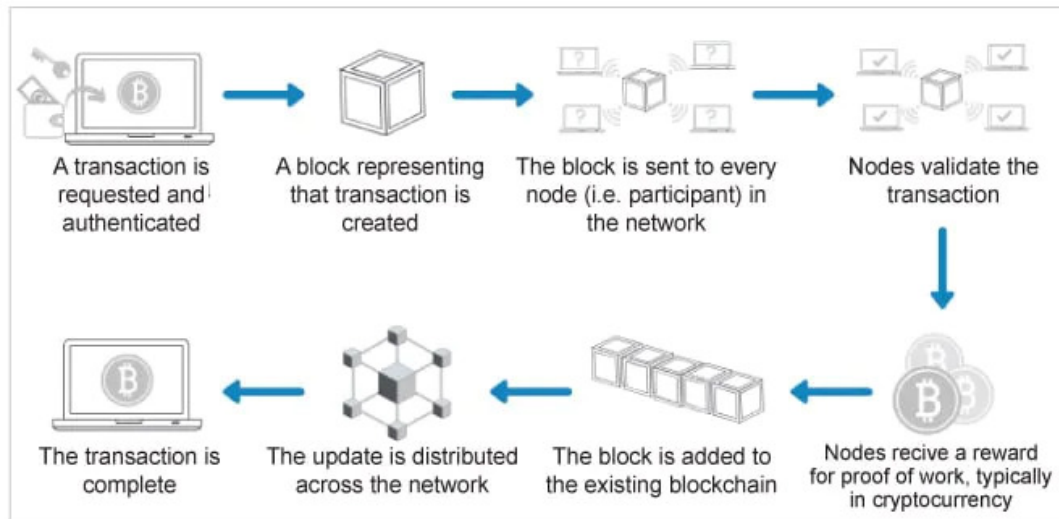 A transaction is
requested and
authenticated
A block representing
that transaction is
created
The block is sent to every
node (i.e. participant) in
the network
Nodes validate the
transaction
Nodes recive a reward
for proof of work, typically
in cryptocurrency
The block is added to
the existing blockchain
The update is distributed
across the network
The transaction is
complete